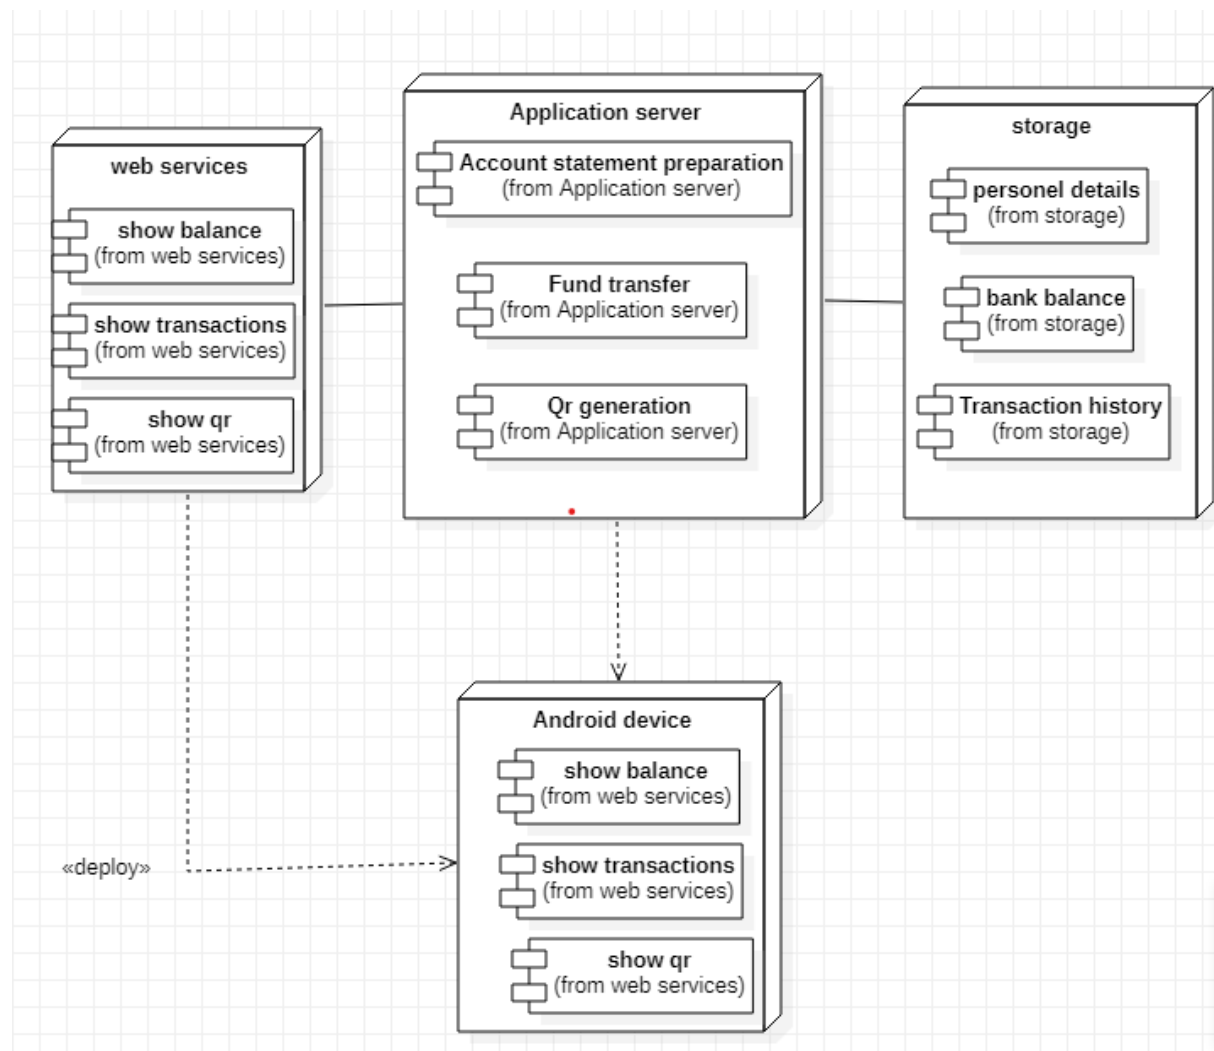 web services
show balance
(from web services)
show transactions
(from web services)
show qr
(from web services)
Application server
Account statement preparation
(from Application server)
Fund transfer
(from Application server)
Qr generation
(from Application server)
storage
personel details
(from storage)
bank balance
(from storage)
Transaction history
(from storage)
«deploy»
Android device
show balance
(from web services)
show transactions
(from web services)
show qr
(from web services)